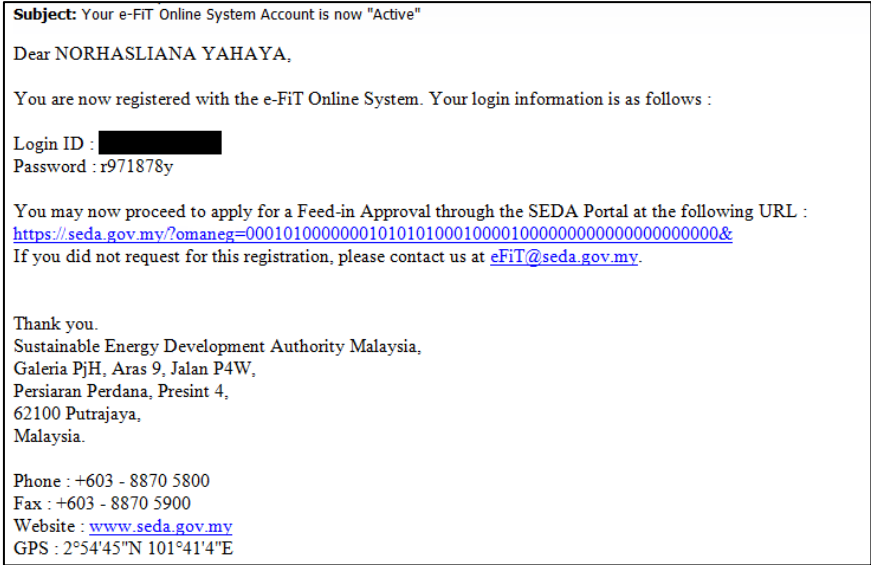 Subject: Your e-FiT Online System Account is now "Active"
Dear NORHASLIANA YAHAYA,
You are now registered with the e-FiT Online System. Your login information is as follows :
Login ID :
Password : r971878y
You may now proceed to apply for a Feed-in Approval through the SEDA Portal at the following URL :
https://.seda.gov.my/?omaneg=0001010000000101010100010000100000000000000000000&
If you did not request for this registration, please contact us at eFiT@seda.gov.my.
Thank you.
Sustainable Energy Development Authority Malaysia,
Galeria PjH, Aras 9, Jalan P4W,
Persiaran Perdana, Presint 4,
62100 Putrajaya,
Malaysia.
Phone : +603 - 8870 5800
Fax : +603 - 8870 5900
Website : www.seda.gov.my
GPS : 2°54'45"N 101°41'4"E